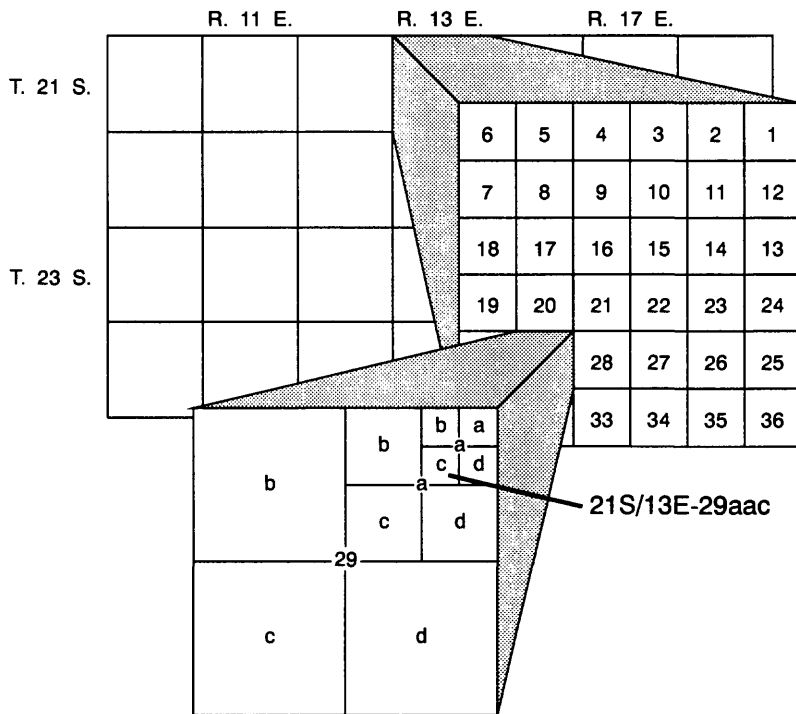 R. 11 E. R. 13 E. R. 17 E.
T. 21 S.
6 5 4 3 2 1
7 8 9 10 11 12
18 17 16 15 14 13
T. 23 S.
19 20 21 22 23 24
28 27 26 25
33 34 35 36
b a
b a
b c d
a
21S/13E-29aac
c d
29
c d